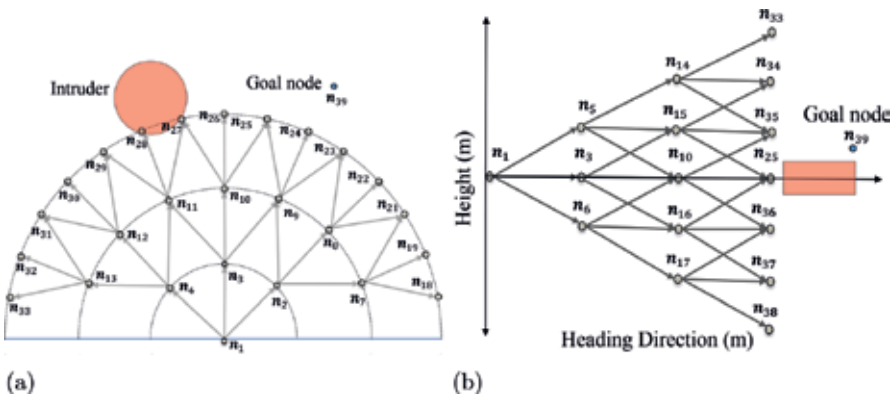 Intruder
Goal node
n39
n28
n27
n26
n25
n24
n23
n22
n21
n19
n18
n29
n30
n31
n32
n33
n11
n10
n9
n8
n12
n13
n4
n3
n2
n7
n1
(a)
Height (m)
n33
n14
n34
n5
n15
n35
Goal node
n39
n1
n3
n10
n25
n6
n16
n36
n17
n37
n38
Heading Direction (m)
(b)